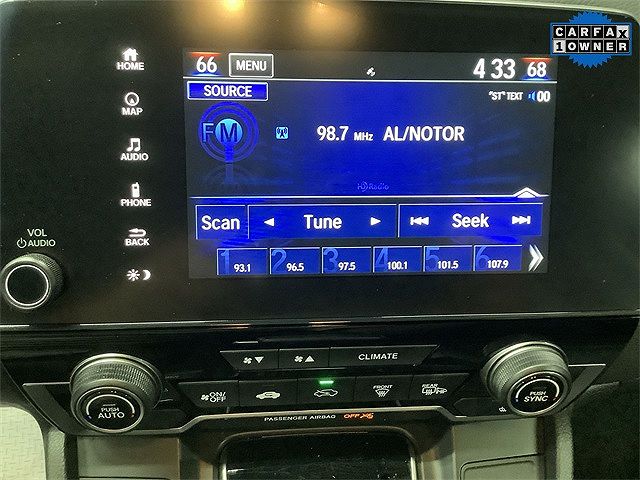 CARFAX
1 OWNER
HOME
MAP
AUDIO
PHONE
BACK
VOL
AUDIO
66 MENU 4 33 68
SOURCE
"ST" TEXT 00
FM 98.7 MHz AL/NOTOR
HD Radio
Scan Tune Seek
1 93.1 2 96.5 3 97.5 4 100.1 5 101.5 6 107.9
CLIMATE
ON/OFF FRONT REAR
PUSH AUTO
PUSH SYNC
PASSENGER AIRBAG OFF